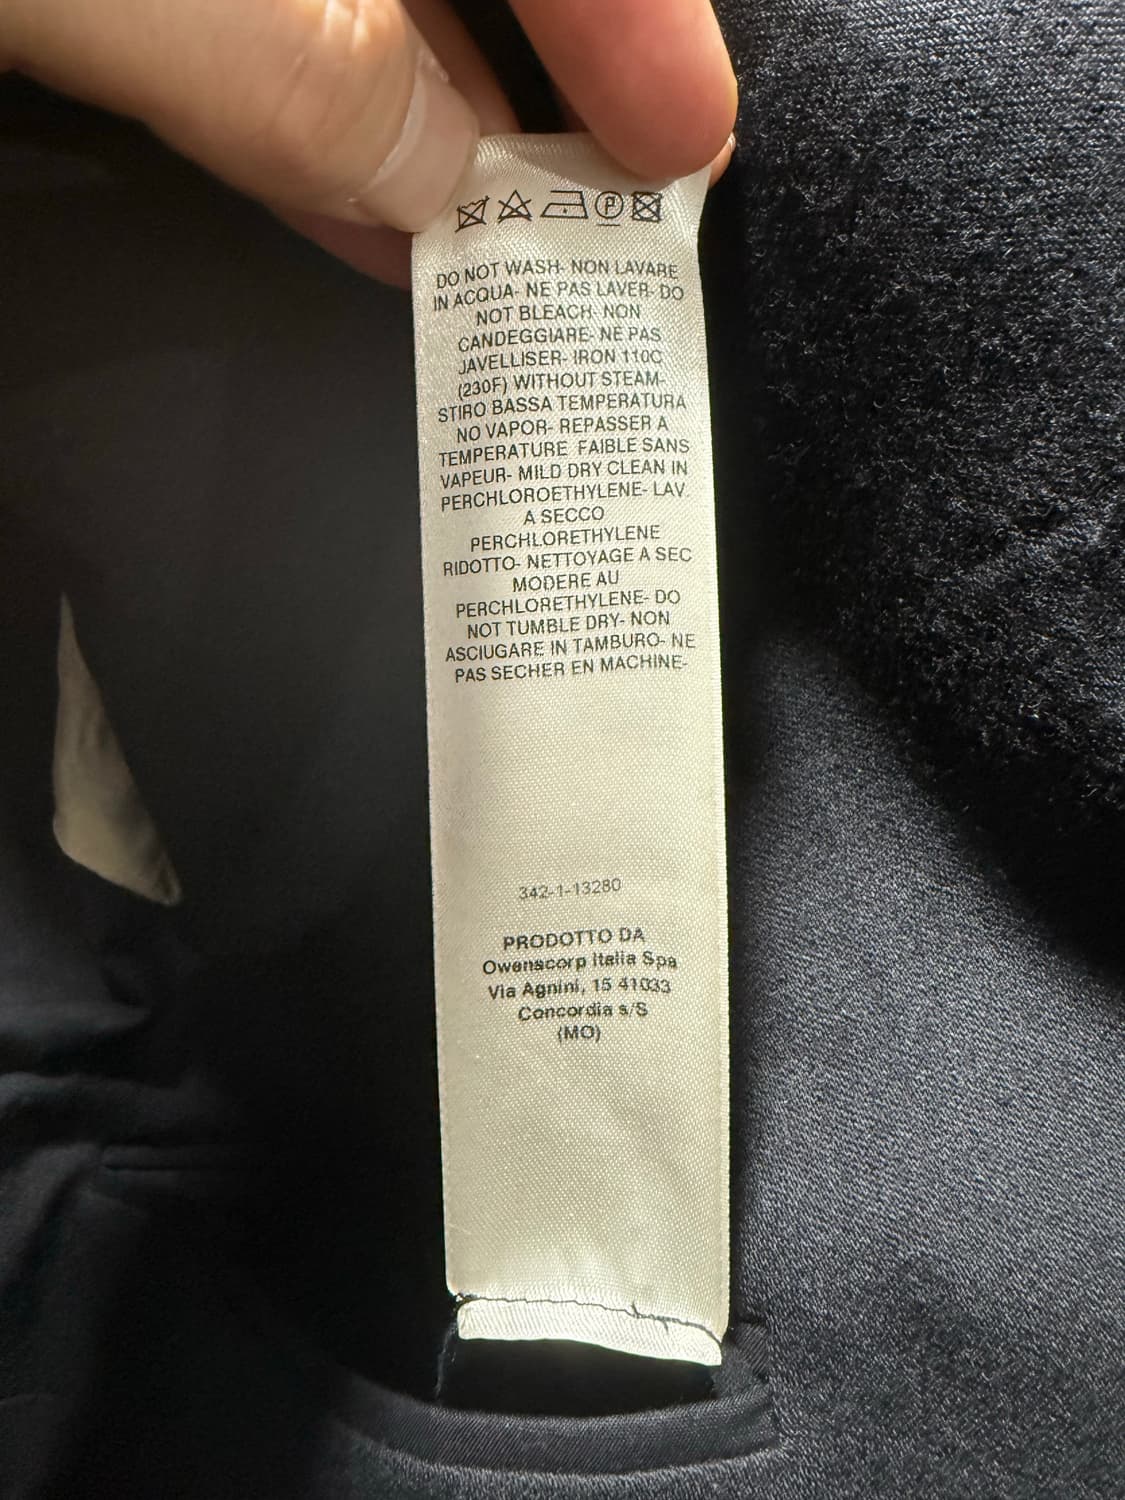 P
DO NOT WASH- NON LAVARE
IN ACQUA- NE PAS LAVER- DO
NOT BLEACH- NON
CANDEGGIARE- NE PAS
JAVELLISER- IRON 110C
(230F) WITHOUT STEAM-
STIRO BASSA TEMPERATURA
NO VAPOR- REPASSER A
TEMPERATURE FAIBLE SANS
VAPEUR- MILD DRY CLEAN IN
PERCHLOROETHYLENE- LAV.
A SECCO
PERCHLORETHYLENE
RIDOTTO- NETTOYAGE A SEC
MODERE AU
PERCHLORETHYLENE- DO
NOT TUMBLE DRY- NON
ASCIUGARE IN TAMBURO- NE
PAS SECHER EN MACHINE-
342-1-13280
PRODOTTO DA
Owenscorp Italia Spa
Via Agnini, 15 41033
Concordia s/S
(MO)